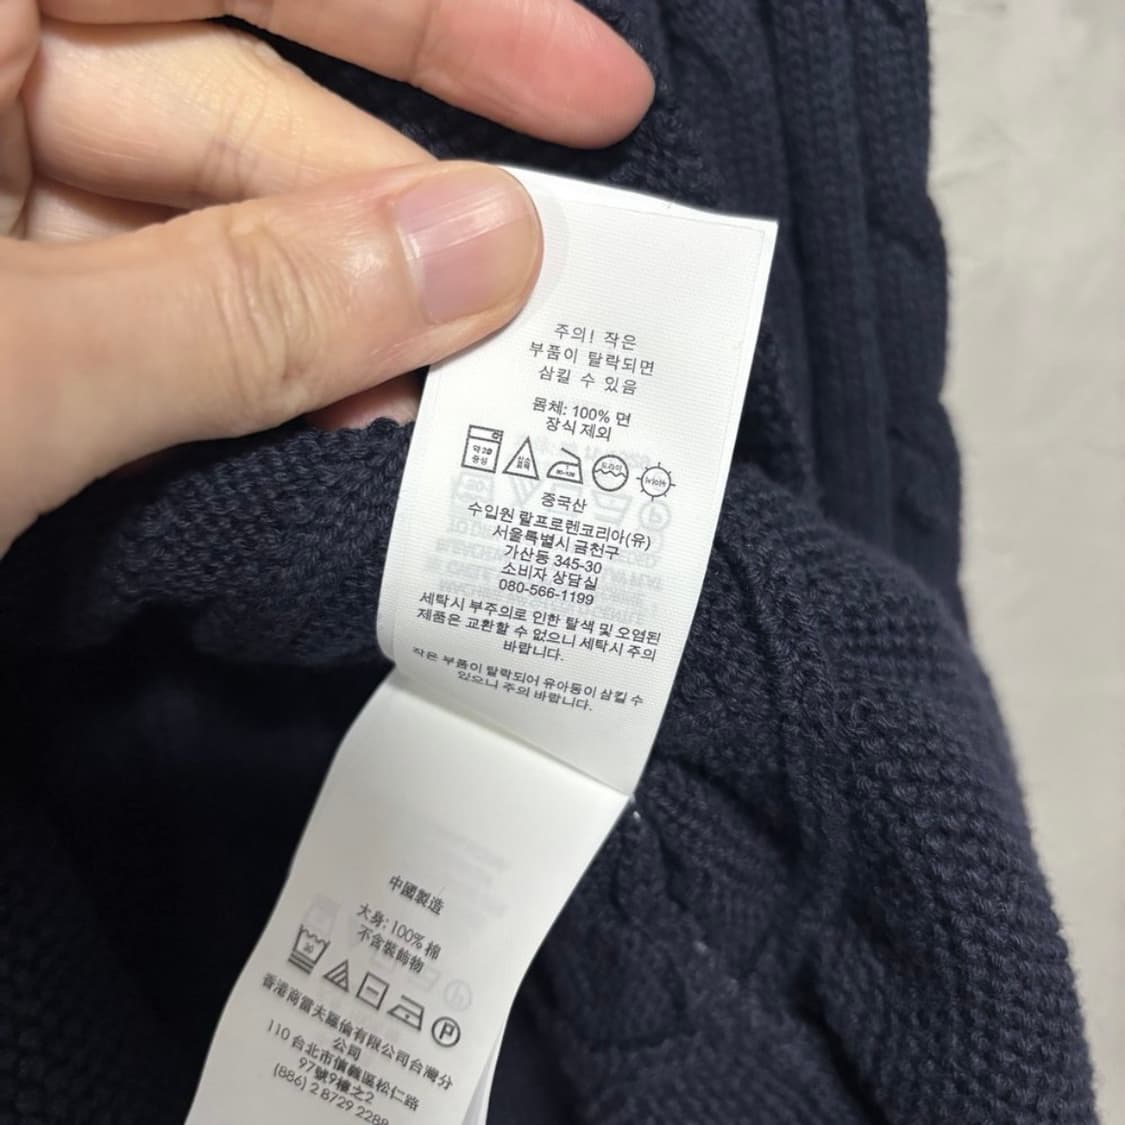 주의! 작은
부품이 탈락되면
삼킬 수 있음
몸체: 100% 면
장식 제외
약 30
중성
중국산
수입원 랄프로렌코리아(유)
서울특별시 금천구
가산동 345-30
소비자 상담실
080-566-1199
세탁시 부주의로 인한 탈색 및 오염된
제품은 교환할 수 없으니 세탁시 주의
바랍니다.
작은 부품이 탈락되어 유아동이 삼킬 수
있으니 주의 바랍니다.
中國製造
大身: 100% 棉
不含裝飾物
30
P
香港商當夫羅倫有限公司台灣分
公司
110 台北市信義區松仁路
97號9樓之2
(886) 2 8729 2288